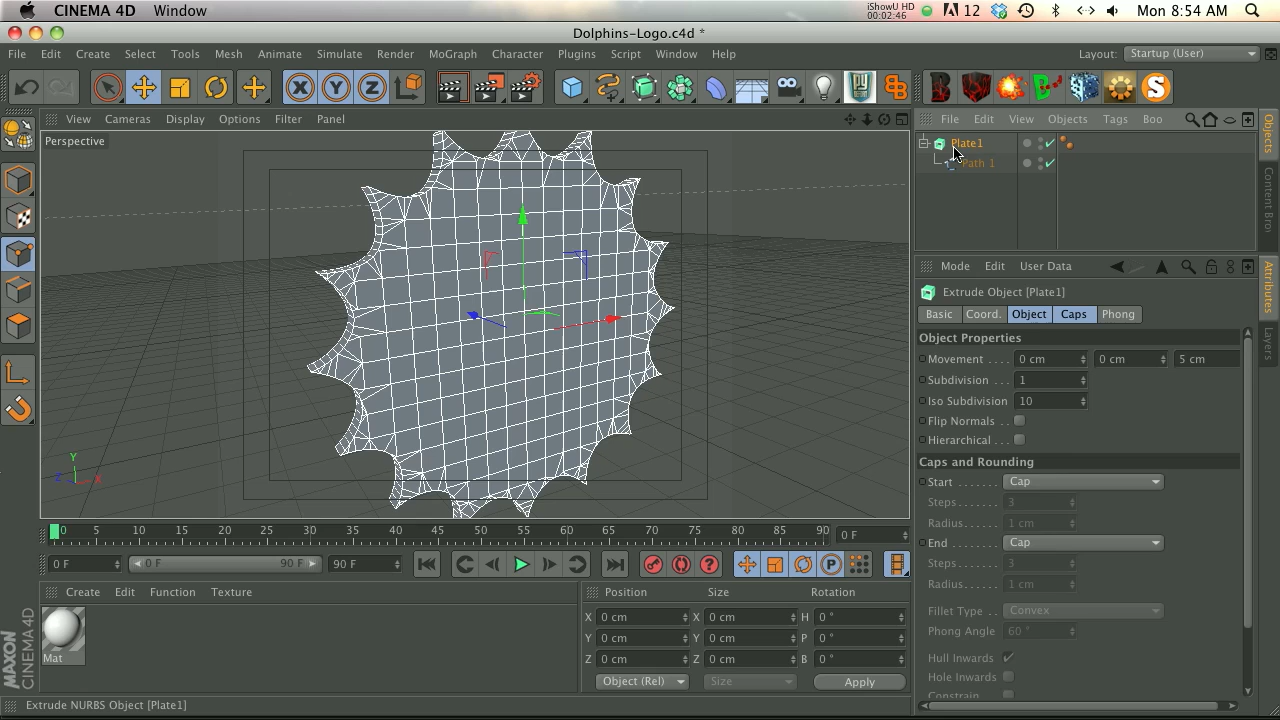 CINEMA 4D Window
iShowU HD
00:02:46
12
Mon 8:54 AM
Dolphins-Logo.c4d *
File Edit Create Select Tools Mesh Animate Simulate Render MoGraph Character Plugins Script Window Help
Layout: Startup (User)
View Cameras Display Options Filter Panel
File Edit View Objects Tags Boo
Perspective
Plate1
Path 1
Objects
Content Bro
Mode Edit User Data
Attributes
Layers
Extrude Object [Plate1]
Basic Coord. Object Caps Phong
Object Properties
Movement . . . . 0 cm 0 cm 5 cm
Subdivision . . . 1
Iso Subdivision 10
Flip Normals . .
Hierarchical . . .
Caps and Rounding
Start . . . . . . . Cap
Steps . . . . . . 3
Radius . . . . . . 1 cm
End . . . . . . . . Cap
Steps . . . . . . 3
Radius . . . . . . 1 cm
Fillet Type . . Convex
Phong Angle 60 °
Hull Inwards
Hole Inwards
Constrain
Y
Z X
0 5 10 15 20 25 30 35 40 45 50 55 60 65 70 75 80 85 90 0 F
0 F 0 F 90 F 90 F
Create Edit Function Texture
Position Size Rotation
X 0 cm X 0 cm H 0 °
Y 0 cm Y 0 cm P 0 °
Z 0 cm Z 0 cm B 0 °
Object (Rel) Size Apply
Mat
MAXON
CINEMA 4D
Extrude NURBS Object [Plate1]